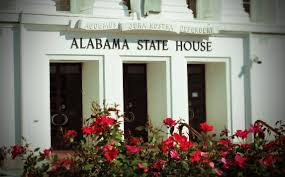 AUDEMUS JURA NOSTRA DEFENDERE
ALABAMA STATE HOUSE